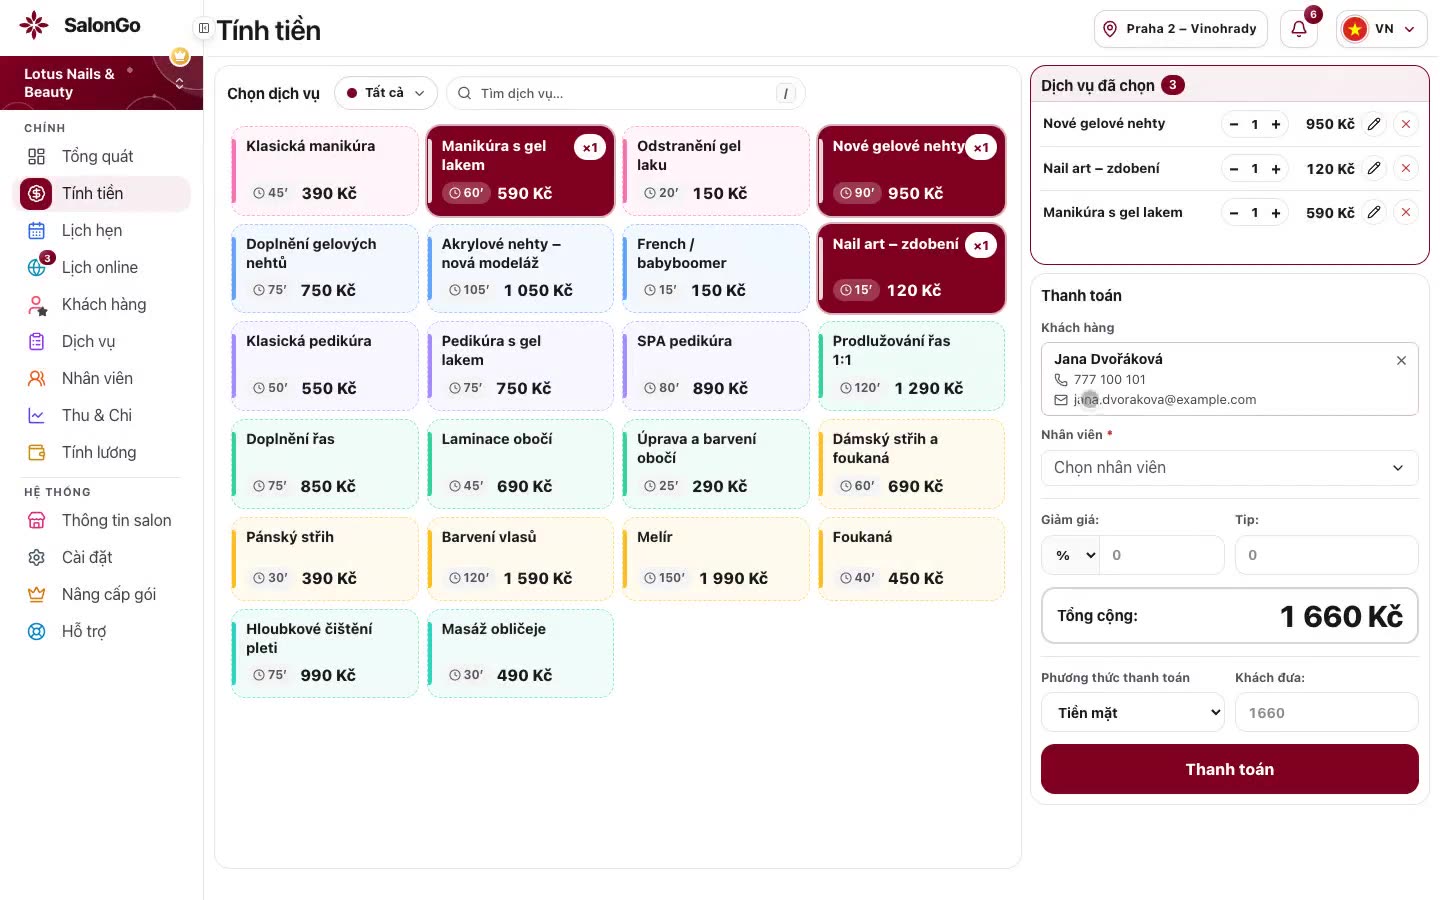 SalonGo
Tính tiền
Praha 2 – Vinohrady
6
VN
Lotus Nails &
Beauty
CHÍNH
Tổng quát
Tính tiền
Lịch hẹn
3
Lịch online
Khách hàng
Dịch vụ
Nhân viên
Thu & Chi
Tính lương
HỆ THỐNG
Thông tin salon
Cài đặt
Nâng cấp gói
Hỗ trợ
Chọn dịch vụ
Tất cả
Tìm dịch vụ...
/
Klasická manikúra
45’ 390 Kč
Manikúra s gel
lakem
×1
60’ 590 Kč
Odstranění gel
laku
20’ 150 Kč
Nové gelové nehty
×1
90’ 950 Kč
Doplnění gelových
nehtů
75’ 750 Kč
Akrylové nehty –
nová modeláž
105’ 1 050 Kč
French /
babyboomer
15’ 150 Kč
Nail art – zdobení
×1
15’ 120 Kč
Klasická pedikúra
50’ 550 Kč
Pedikúra s gel
lakem
75’ 750 Kč
SPA pedikúra
80’ 890 Kč
Prodlužování řas
1:1
120’ 1 290 Kč
Doplnění řas
75’ 850 Kč
Laminace obočí
45’ 690 Kč
Úprava a barvení
obočí
25’ 290 Kč
Dámský střih a
foukaná
60’ 690 Kč
Pánský střih
30’ 390 Kč
Barvení vlasů
120’ 1 590 Kč
Melír
150’ 1 990 Kč
Foukaná
40’ 450 Kč
Hloubkové čištění
pleti
75’ 990 Kč
Masáž obličeje
30’ 490 Kč
Dịch vụ đã chọn 3
Nové gelové nehty − 1 + 950 Kč
Nail art – zdobení − 1 + 120 Kč
Manikúra s gel lakem − 1 + 590 Kč
Thanh toán
Khách hàng
Jana Dvořáková
777 100 101
jana.dvorakova@example.com
Nhân viên *
Chọn nhân viên
Giảm giá: Tip:
% 0 0
Tổng cộng: 1 660 Kč
Phương thức thanh toán Khách đưa:
Tiền mặt 1660
Thanh toán